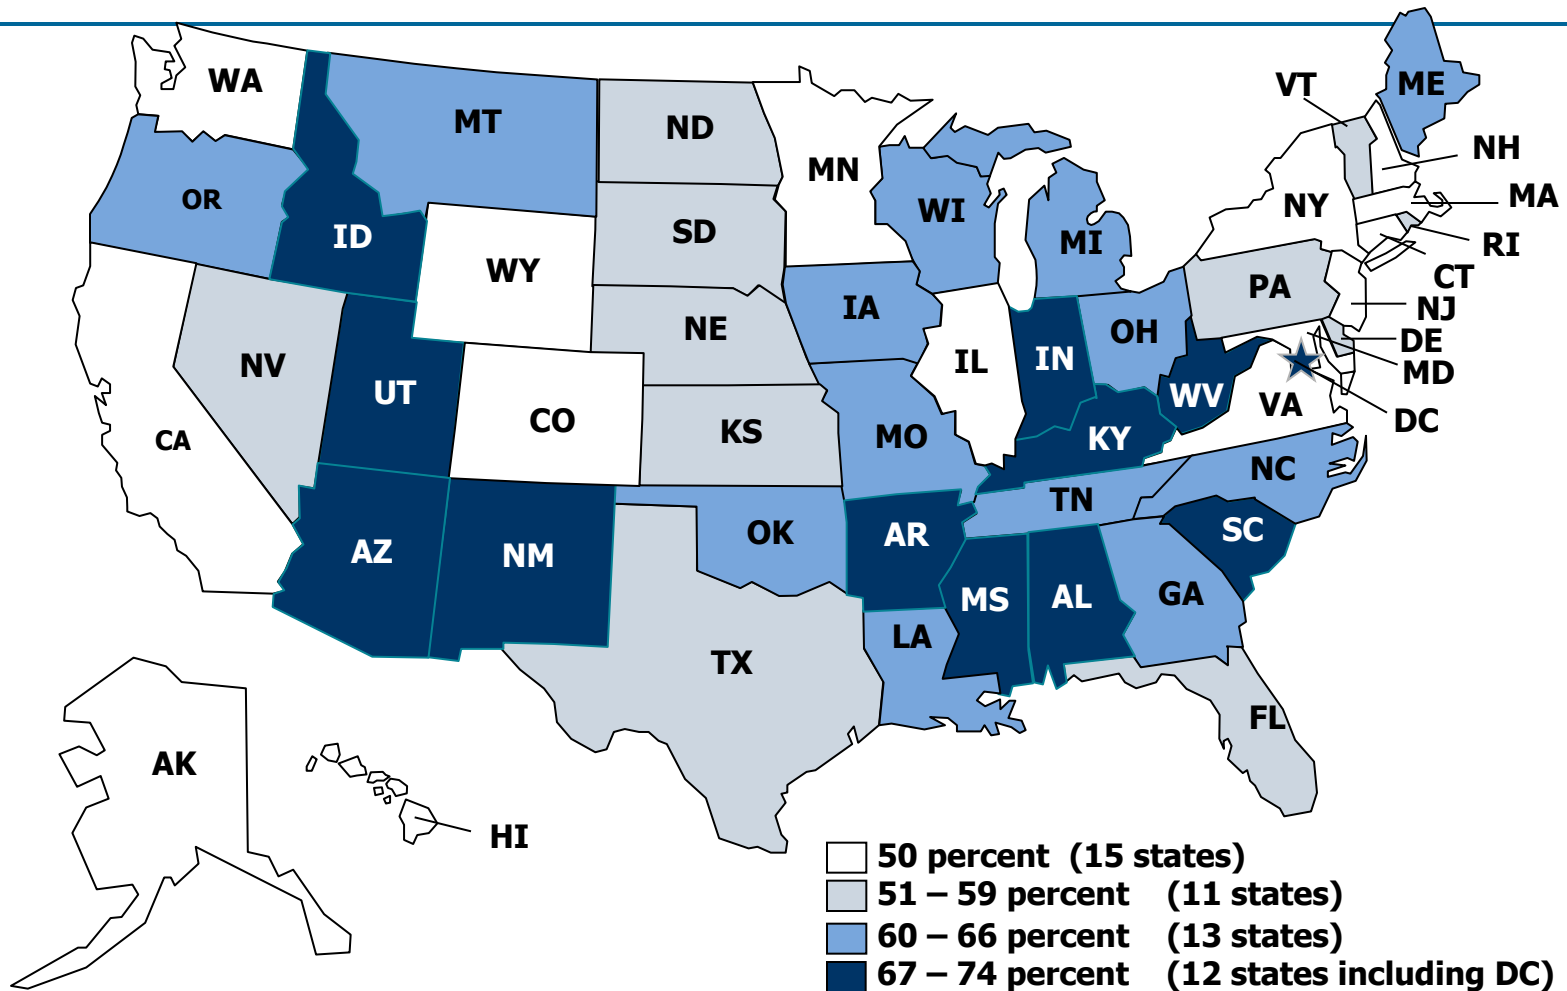 WA
MT
ND
MN
VT
ME
NH
OR
ID
WY
SD
WI
MI
NY
MA
RI
CT
PA
NJ
NV
UT
CO
NE
IA
IL
IN
OH
DE
MD
WV
VA
DC
CA
KS
MO
KY
NC
AZ
NM
OK
AR
TN
SC
MS
AL
GA
TX
LA
FL
AK
HI
50 percent (15 states)
51 – 59 percent (11 states)
60 – 66 percent (13 states)
67 – 74 percent (12 states including DC)